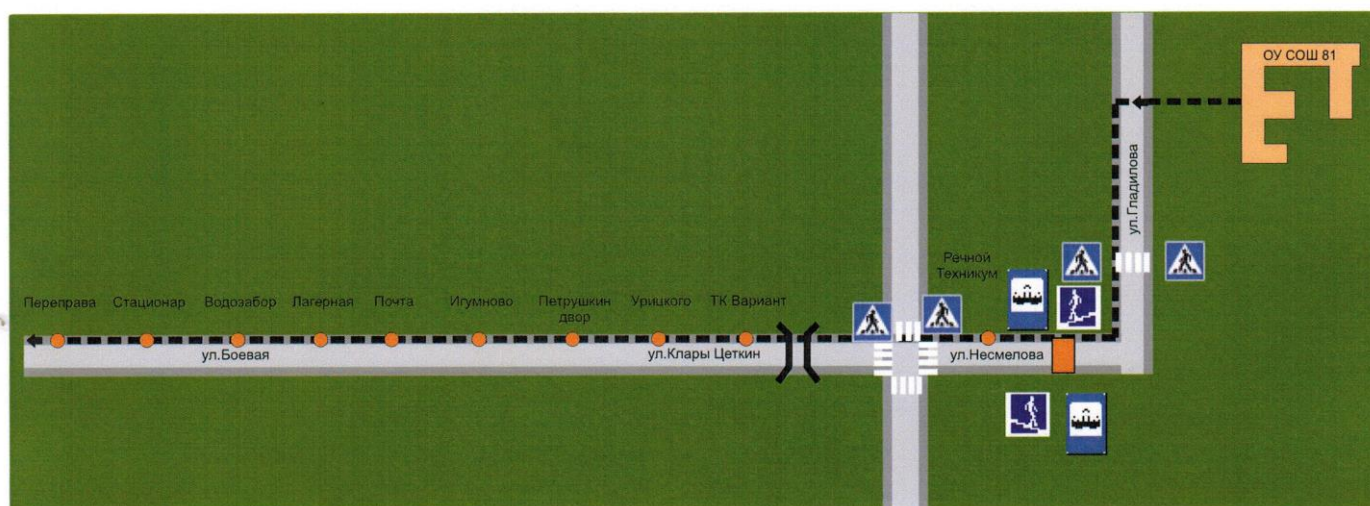 ОУ СОШ 81
ул.Гладилова
Речной
Техникум
Переправа
Стационар
Водозабор
Лагерная
Почта
Игумново
Петрушкин
двор
Урицкого
ТК Вариант
ул.Боевая
ул.Клары Цеткин
ул.Несмелова